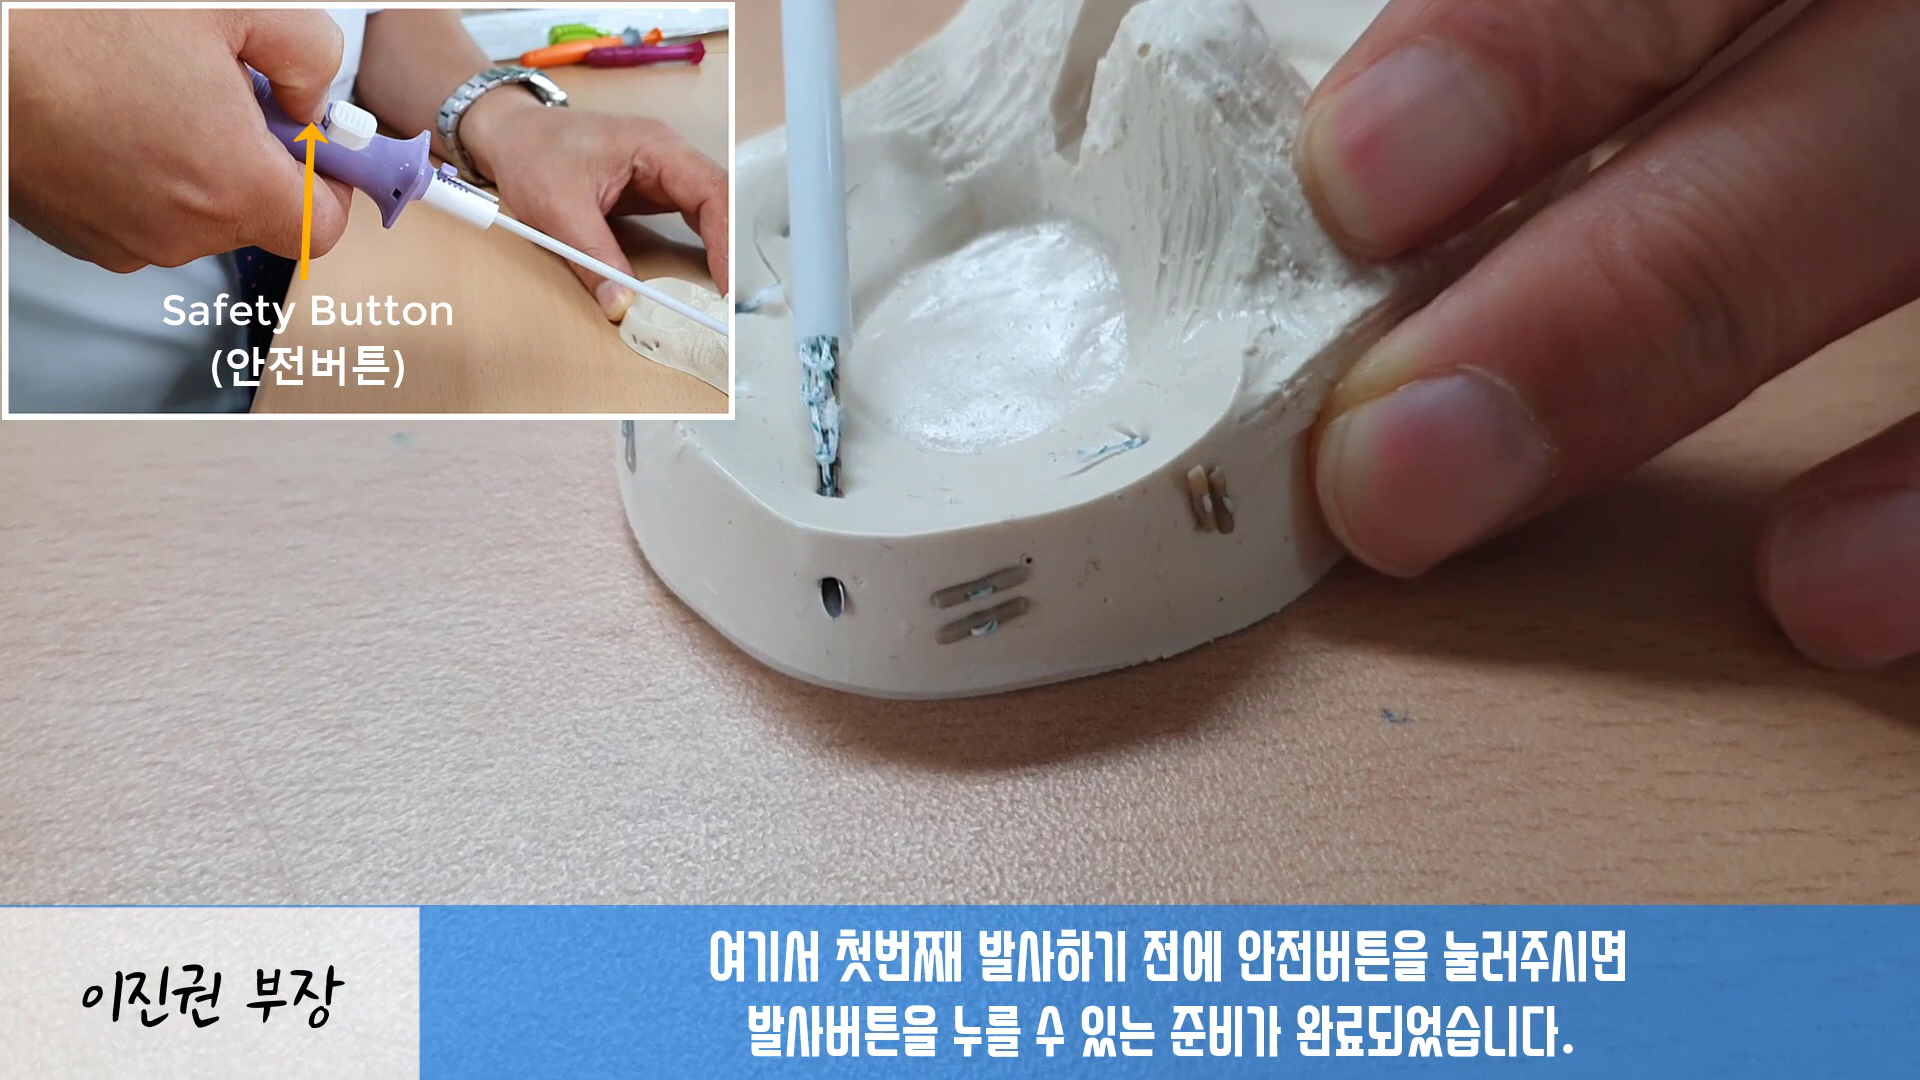 Safety Button
(안전버튼)
이진권 부장
여기서 첫번째 발사하기 전에 안전버튼을 눌러주시면
발사버튼을 누를 수 있는 준비가 완료되었습니다.